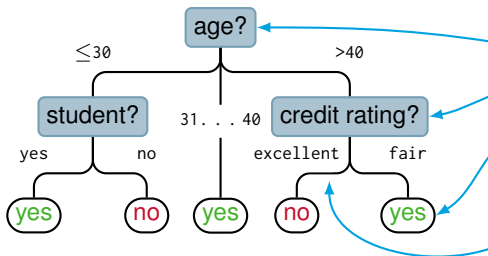 age?
≤30
>40
student?
31...40
credit rating?
yes
no
excellent
fair
yes
no
yes
no
yes